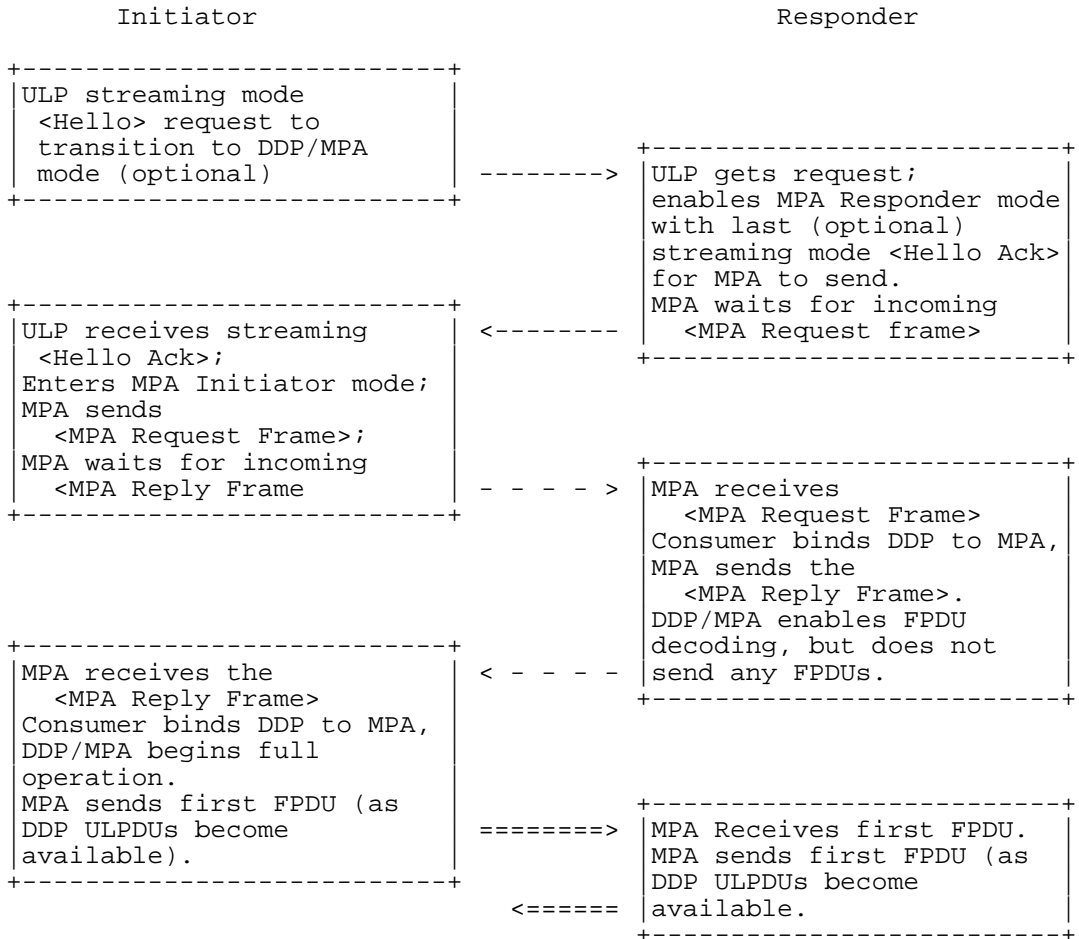 Initiator                                  Responder

+---------------------------+
|ULP streaming mode         |
| <Hello> request to        |
| transition to DDP/MPA     |           +---------------------------+
| mode (optional)           | --------> |ULP gets request;          |
+---------------------------+           |enables MPA Responder mode |
                                        |with last (optional)       |
                                        |streaming mode <Hello Ack> |
                                        |for MPA to send.           |
+---------------------------+           |MPA waits for incoming     |
|ULP receives streaming     | <-------- |  <MPA Request frame>      |
| <Hello Ack>;              |           +---------------------------+
|Enters MPA Initiator mode; |
|MPA sends                  |
|  <MPA Request Frame>;     |
|MPA waits for incoming     |           +---------------------------+
|  <MPA Reply Frame         | - - - - > |MPA receives               |
+---------------------------+           |  <MPA Request Frame>      |
                                        |Consumer binds DDP to MPA, |
                                        |MPA sends the              |
                                        |  <MPA Reply Frame>.       |
                                        |DDP/MPA enables FPDU       |
+---------------------------+           |decoding, but does not     |
|MPA receives the           | < - - - - |send any FPDUs.            |
|  <MPA Reply Frame>        |           +---------------------------+
|Consumer binds DDP to MPA, |
|DDP/MPA begins full        |
|operation.                 |
|MPA sends first FPDU (as   |           +---------------------------+
|DDP ULPDUs become          | ========> |MPA Receives first FPDU.   |
|available).                |           |MPA sends first FPDU (as   |
+---------------------------+           |DDP ULPDUs become          |
                                <====== |available.                 |
                                        +---------------------------+